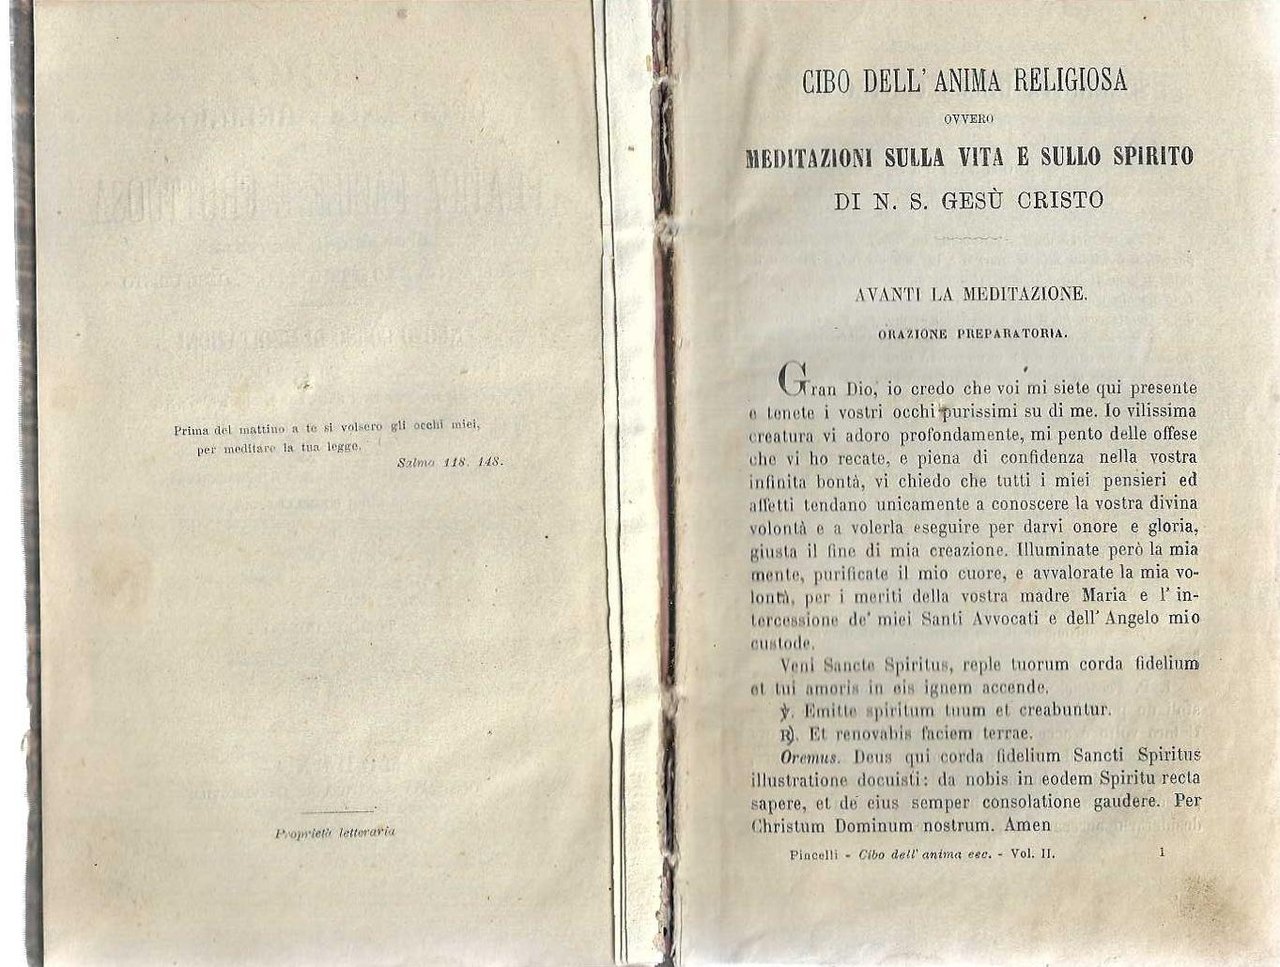 Prima del mattino a te si volsero gli occhi miei,
per meditare la tua legge.
Salmo 118. 148.
Proprietà letteraria
CIBO DELL' ANIMA RELIGIOSA
OVVERO
MEDITAZIONI SULLA VITA E SULLO SPIRITO
DI N. S. GESÙ CRISTO
AVANTI LA MEDITAZIONE.
ORAZIONE PREPARATORIA.
Gran Dio, io credo che voi mi siete qui presente
e tenete i vostri occhi purissimi su di me. Io vilissima
creatura vi adoro profondamente, mi pento delle offese
che vi ho recate, e piena di confidenza nella vostra
infinita bontà, vi chiedo che tutti i miei pensieri ed
affetti tendano unicamente a conoscere la vostra divina
volontà e a volerla eseguire per darvi onore e gloria,
giusta il fine di mia creazione. Illuminate però la mia
mente, purificate il mio cuore, e avvalorate la mia vo-
lontà, per i meriti della vostra madre Maria e l' in-
tercessione de' miei Santi Avvocati e dell' Angelo mio
custode.
Veni Sancte Spiritus, reple tuorum corda fidelium
et tui amoris in eis ignem accende.
℣. Emitte spiritum tuum et creabuntur.
℟. Et renovabis faciem terrae.
Oremus. Deus qui corda fidelium Sancti Spiritus
illustratione docuisti: da nobis in eodem Spiritu recta
sapere, et de eius semper consolatione gaudere. Per
Christum Dominum nostrum. Amen
Pincelli - Cibo dell' anima eec. - Vol. II. 1